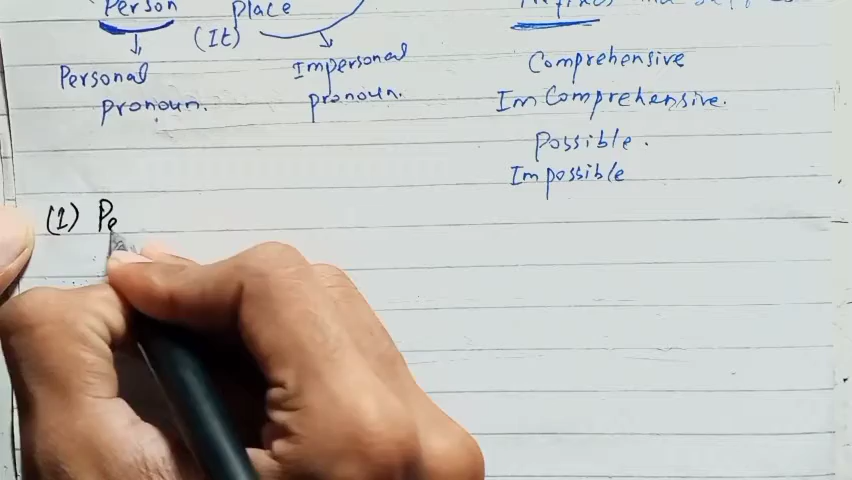 Person
place
(It)
Personal
pronoun.
Impersonal
pronoun.
Comprehensive
Im Comprehensive.
possible.
Impossible
(1) Pe